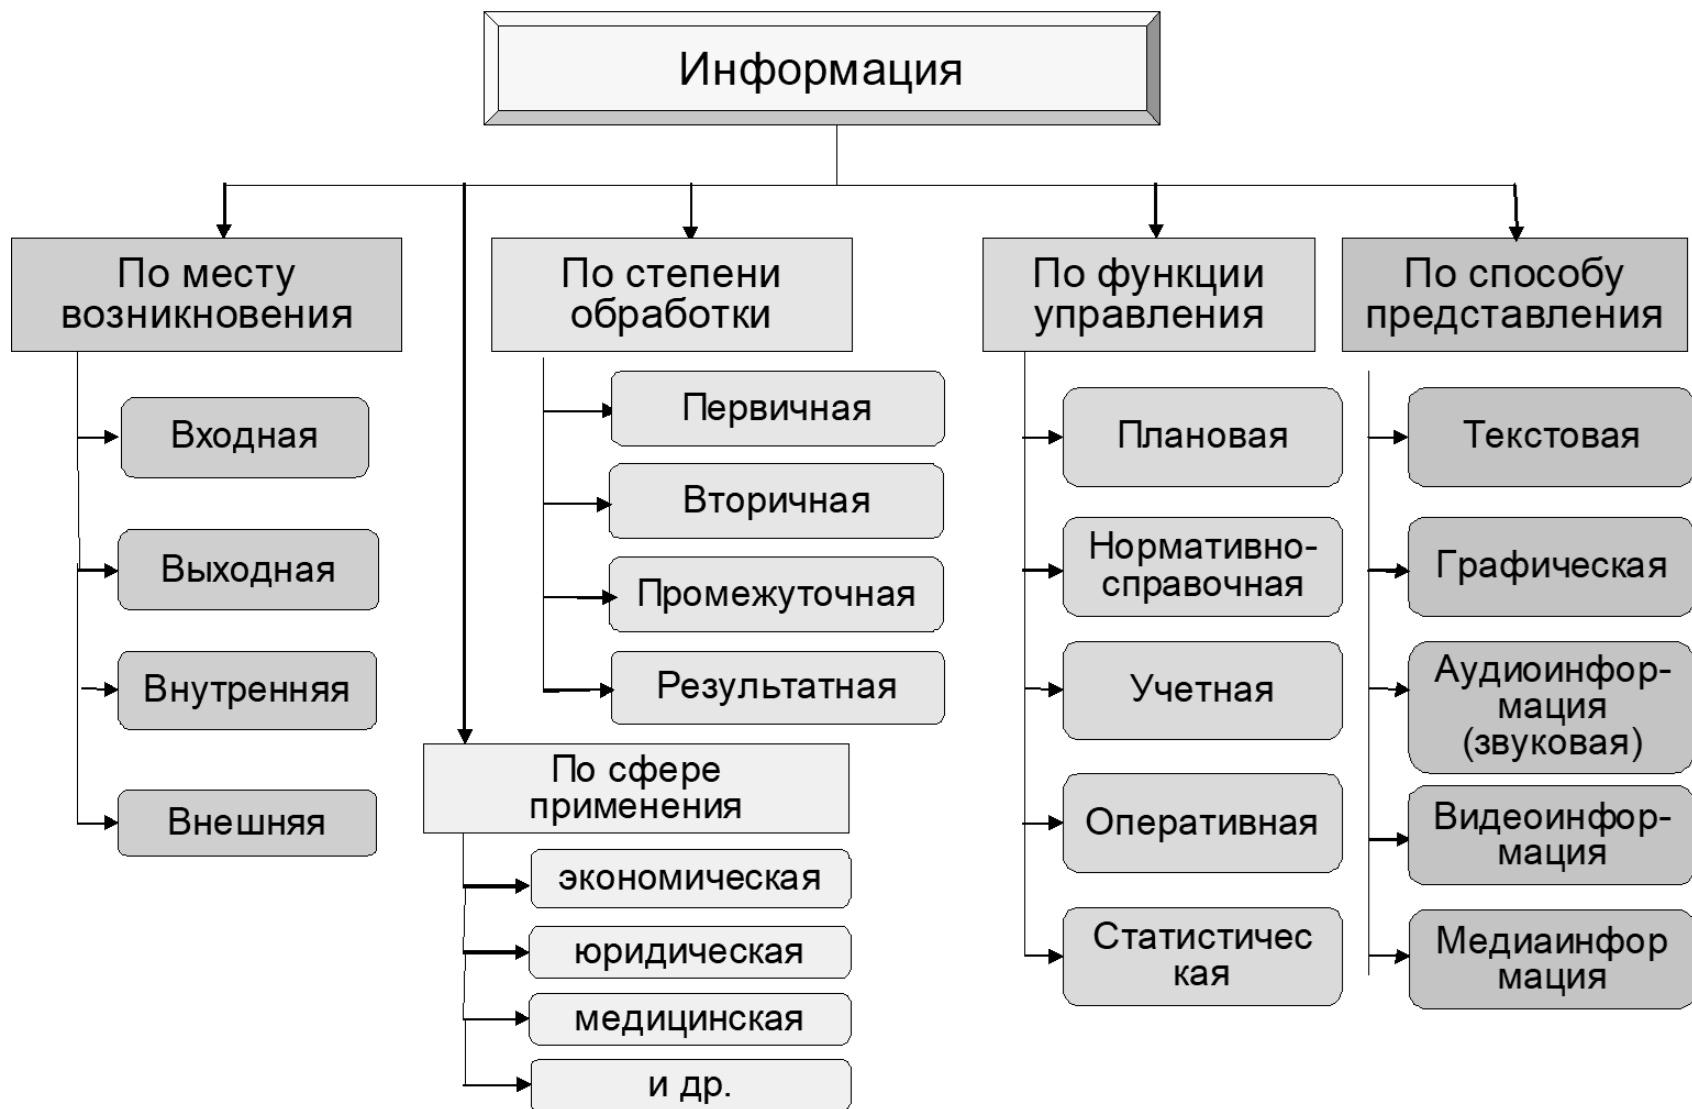 Информация
По месту
возникновения
Входная
Выходная
Внутренняя
Внешняя
По степени
обработки
Первичная
Вторичная
Промежуточная
Результатная
По сфере
применения
экономическая
юридическая
медицинская
и др.
По функции
управления
Плановая
Нормативно-
справочная
Учетная
Оперативная
Статистичес
кая
По способу
представления
Текстовая
Графическая
Аудиоинфор-
мация
(звуковая)
Видеоинфор-
мация
Медиаинфор
мация